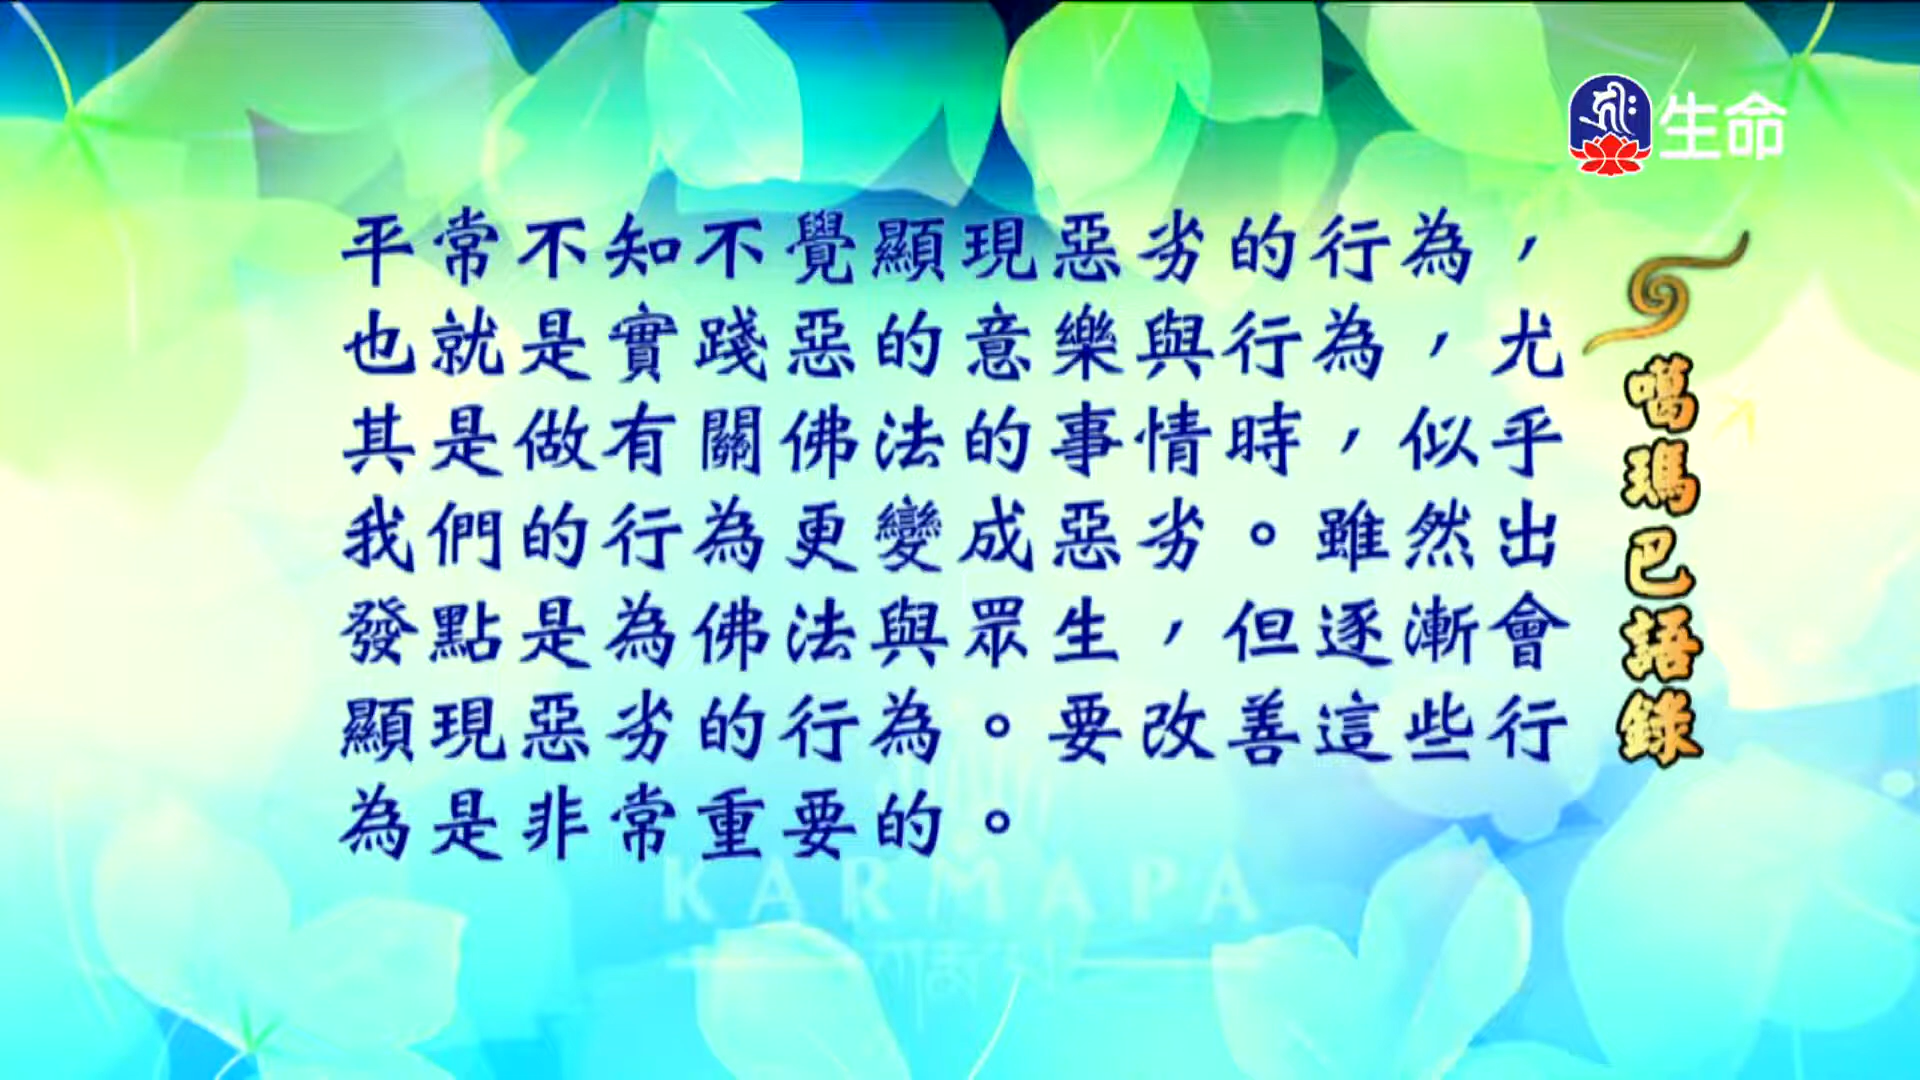 生命
平常不知不覺顯現惡劣的行為，
也就是實踐惡的意樂與行為，尤
其是做有關佛法的事情時，似乎
我們的行為更變成惡劣。雖然出
發點是為佛法與眾生，但逐漸會
顯現惡劣的行為。要改善這些行
為是非常重要的。
噶瑪巴語錄
KARMAPA